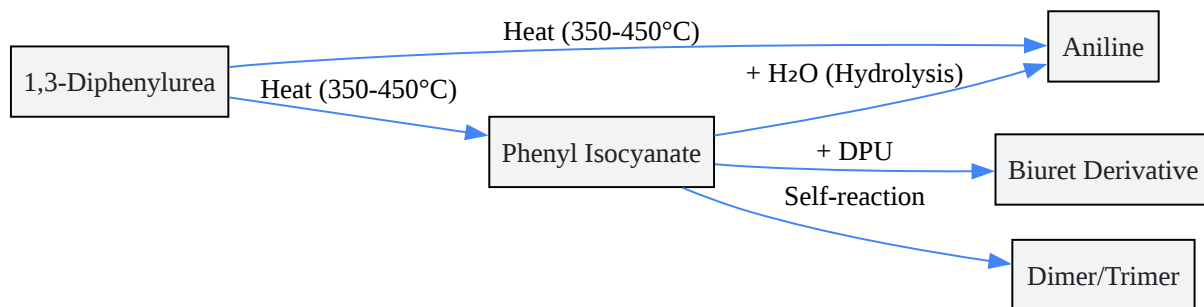 Heat (350-450°C)
Aniline
1,3-Diphenylurea
Heat (350-450°C)
+ H₂O (Hydrolysis)
Phenyl Isocyanate
+ DPU
Biuret Derivative
Self-reaction
Dimer/Trimer